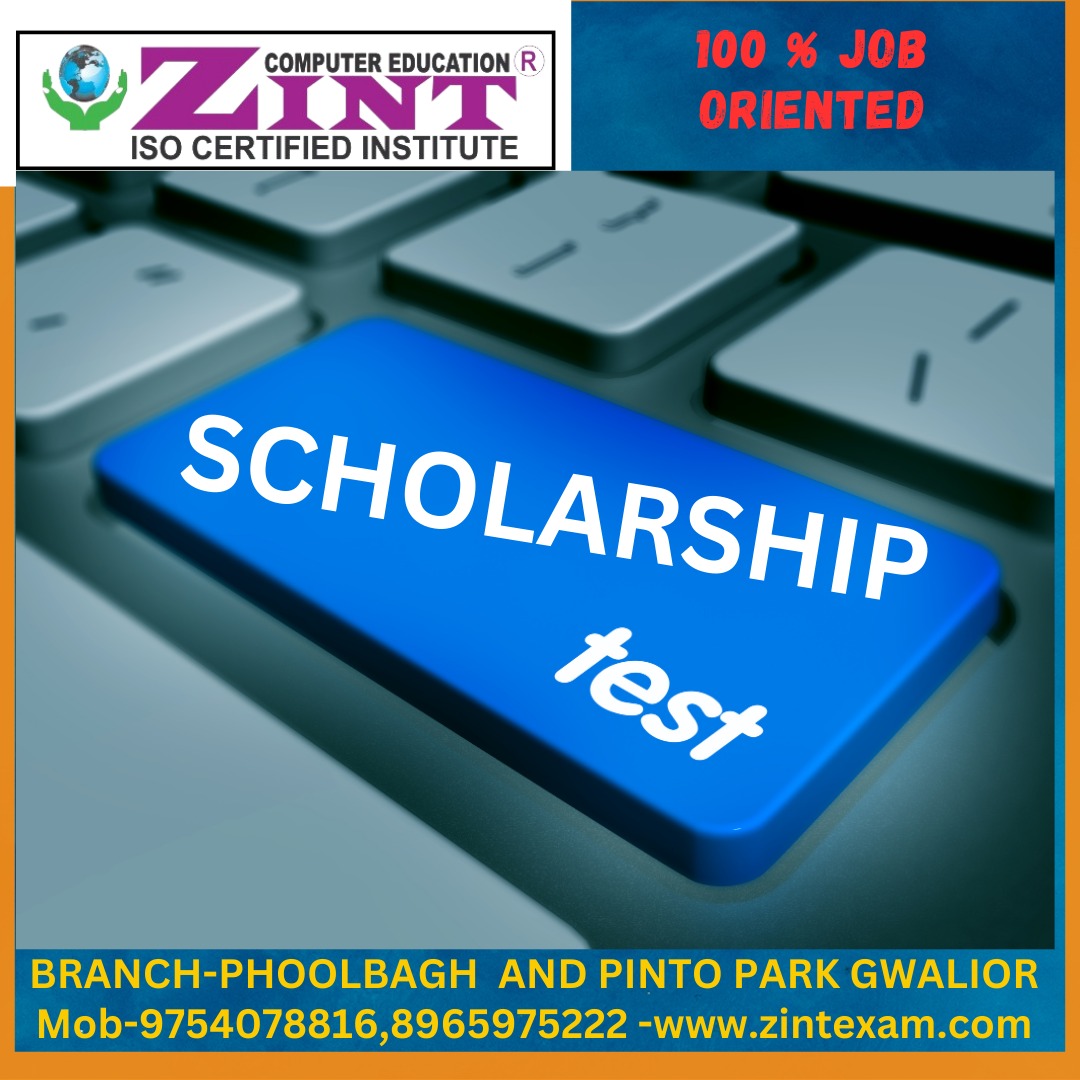 COMPUTER EDUCATION ®
ZINT
ISO CERTIFIED INSTITUTE
100 % JOB
ORIENTED
SCHOLARSHIP
test
BRANCH-PHOOLBAGH AND PINTO PARK GWALIOR
Mob-9754078816,8965975222 -www.zintexam.com